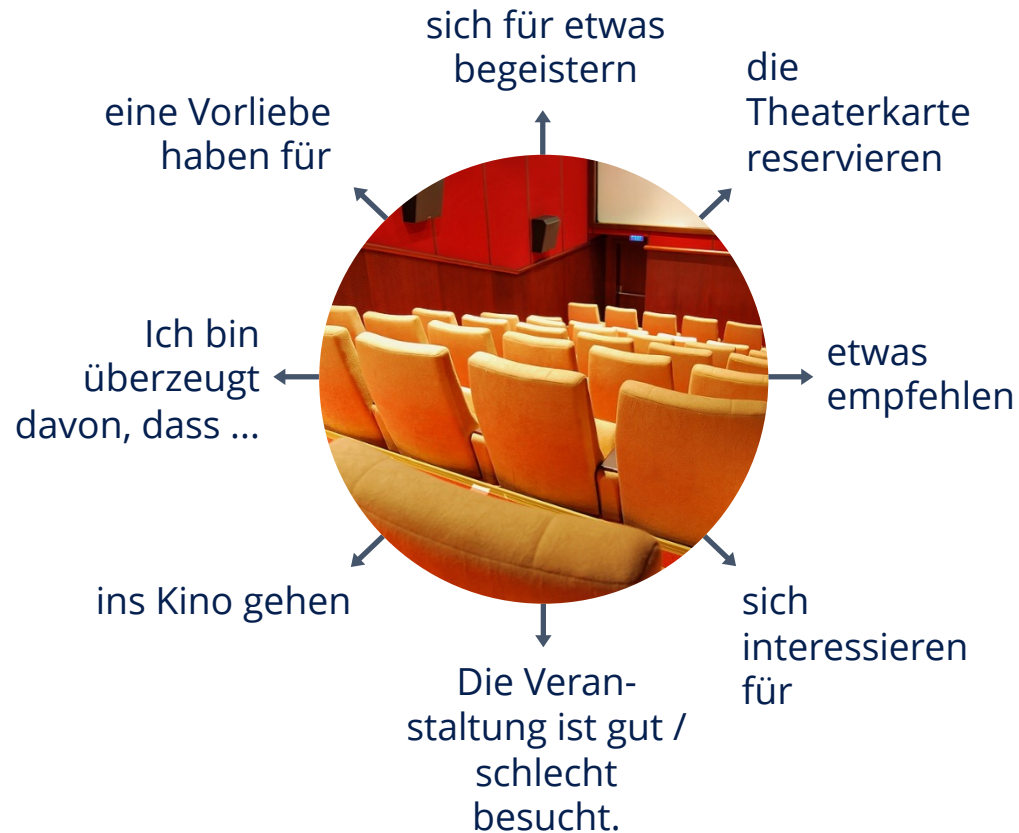 sich für etwas
begeistern
die
Theaterkarte
reservieren
etwas
empfehlen
sich
interessieren
für
Die Veran-
staltung ist gut /
schlecht
besucht.
ins Kino gehen
Ich bin
überzeugt
davon, dass ...
eine Vorliebe
haben für